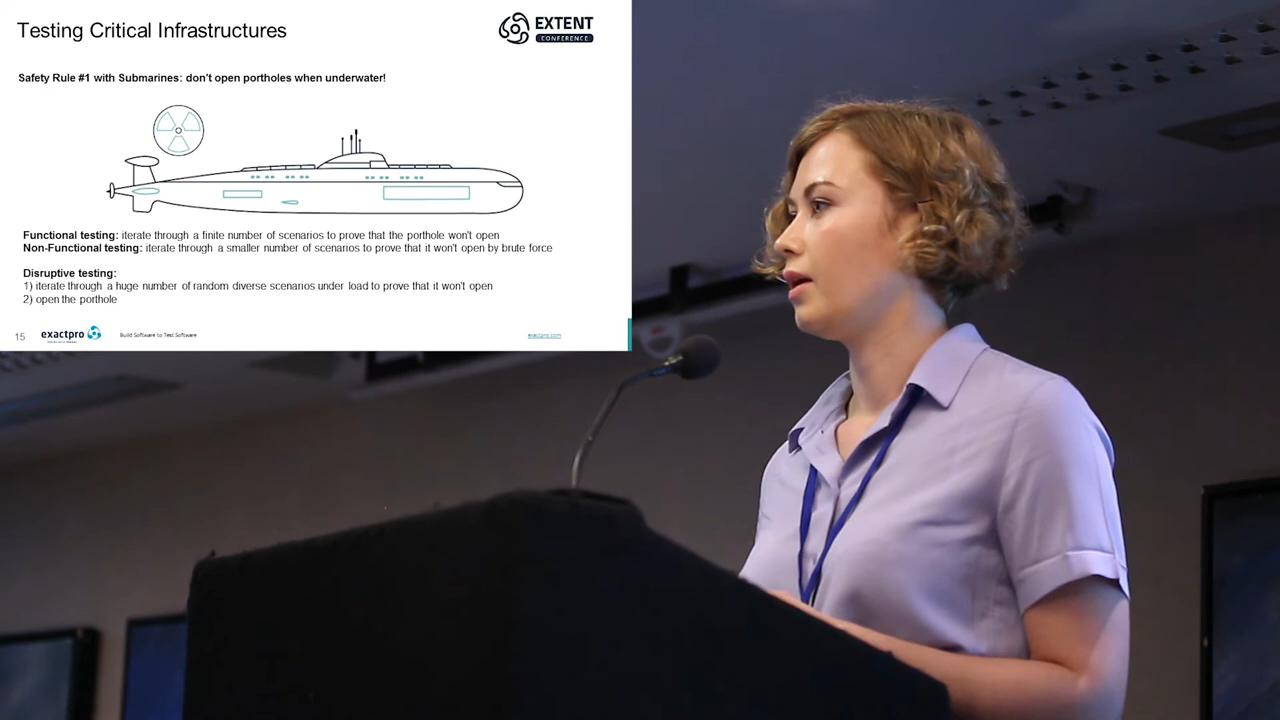 Testing Critical Infrastructures
EXTENT
CONFERENCE
Safety Rule #1 with Submarines: don't open portholes when underwater!
Functional testing: iterate through a finite number of scenarios to prove that the porthole won't open
Non-Functional testing: iterate through a smaller number of scenarios to prove that it won't open by brute force
Disruptive testing:
1) iterate through a huge number of random diverse scenarios under load to prove that it won't open
2) open the porthole
15
exactpro
Build Software to Test Software
exactpro.com